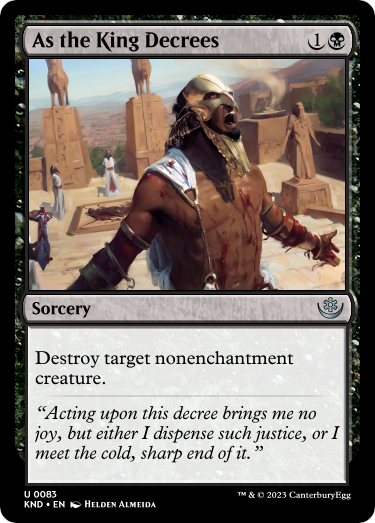 As the King Decrees 1
Sorcery
Destroy target nonenchantment
creature.
“Acting upon this decree brings me no
joy, but either I dispense such justice, or I
meet the cold, sharp end of it.”
U 0083
KND • EN Helden Almeida
™ & © 2023 CanterburyEgg